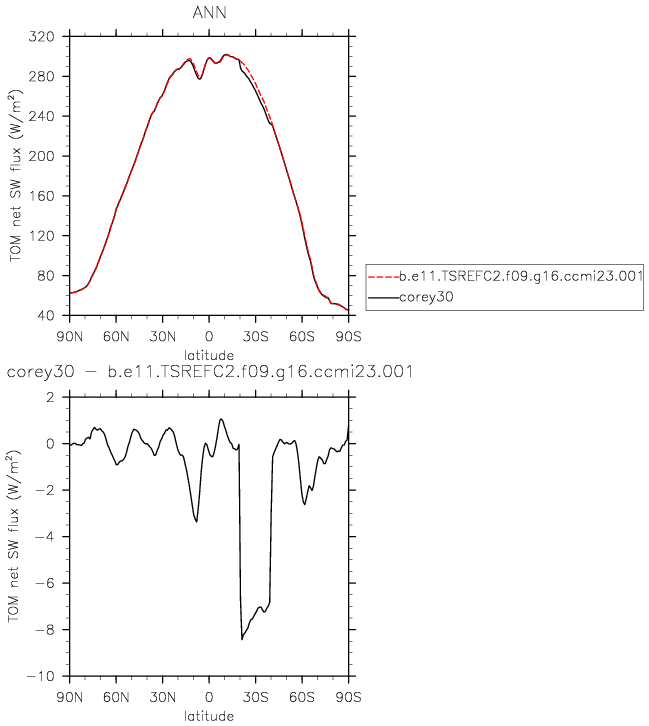 ANN
TOM net SW flux (W/m²)
320
280
240
200
160
120
80
40
90N 60N 30N 0 30S 60S 90S
latitude
b.e11.TSREFC2.f09.g16.ccmi23.001
corey30
corey30 − b.e11.TSREFC2.f09.g16.ccmi23.001
TOM net SW flux (W/m²)
2
0
−2
−4
−6
−8
−10
90N 60N 30N 0 30S 60S 90S
latitude